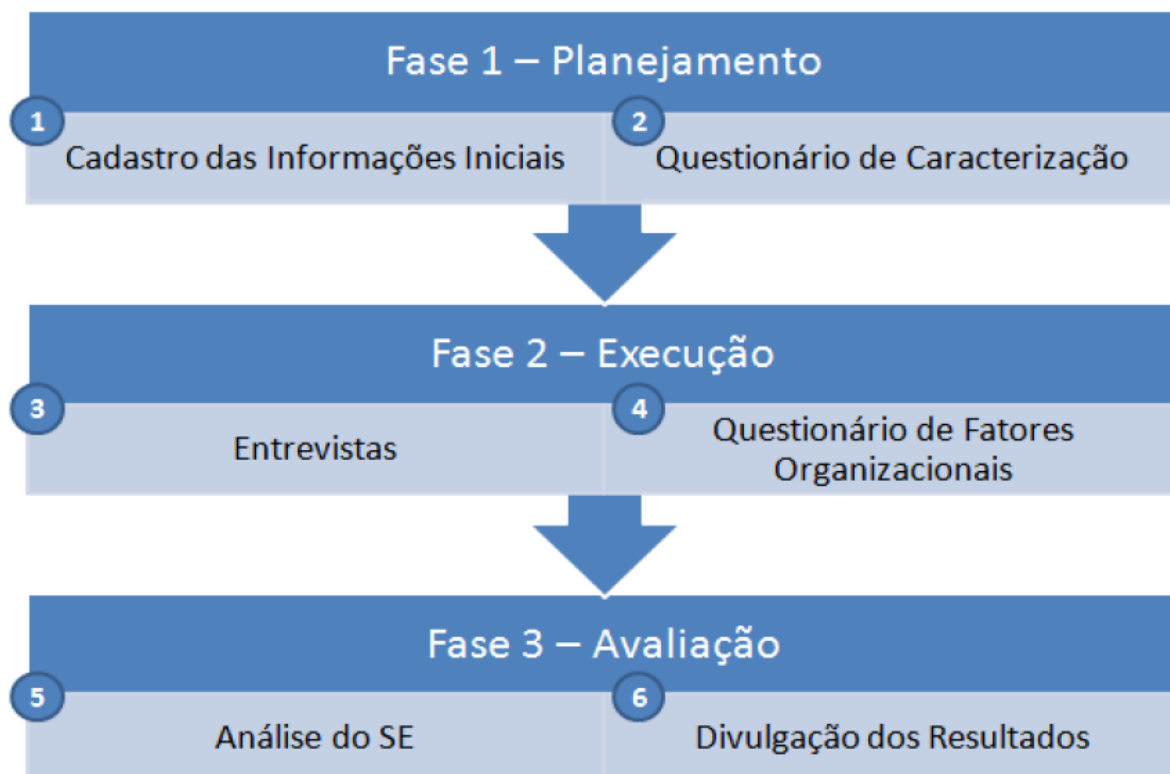 Fase 1 – Planejamento
1
2
Cadastro das Informações Iniciais
Questionário de Caracterização
Fase 2 – Execução
3
4
Entrevistas
Questionário de Fatores
Organizacionais
Fase 3 – Avaliação
5
6
Análise do SE
Divulgação dos Resultados